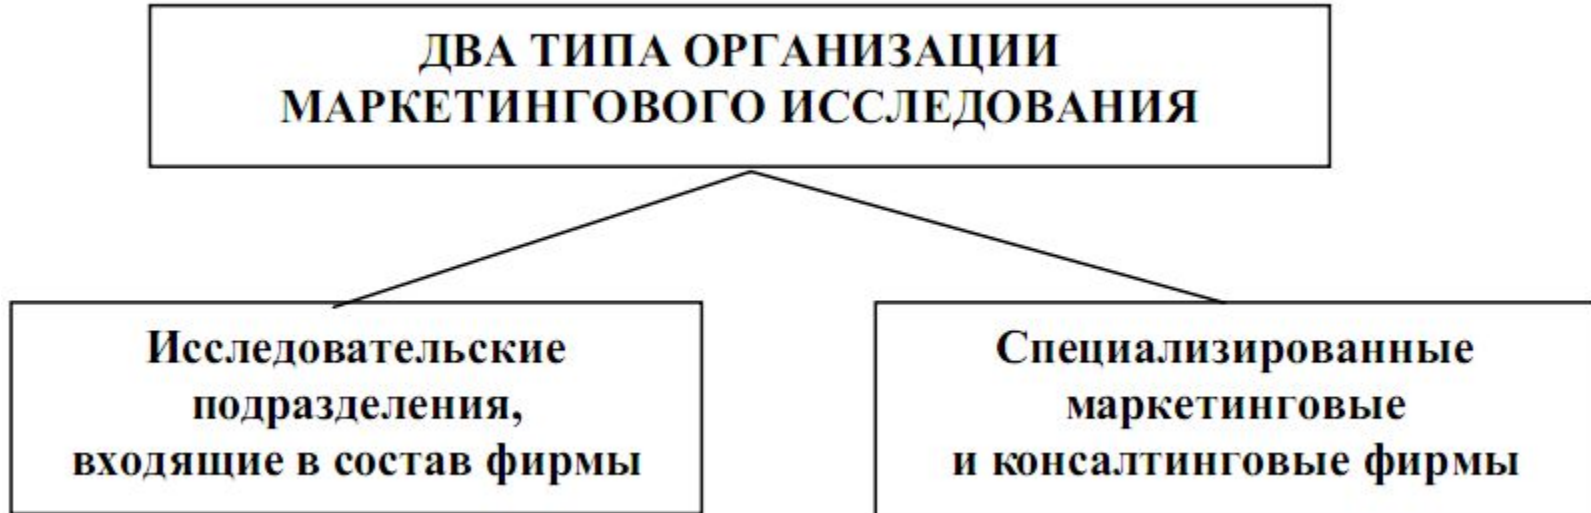 ДВА ТИПА ОРГАНИЗАЦИИ
МАРКЕТИНГОВОГО ИССЛЕДОВАНИЯ
Исследовательские
подразделения,
входящие в состав фирмы
Специализированные
маркетинговые
и консалтинговые фирмы